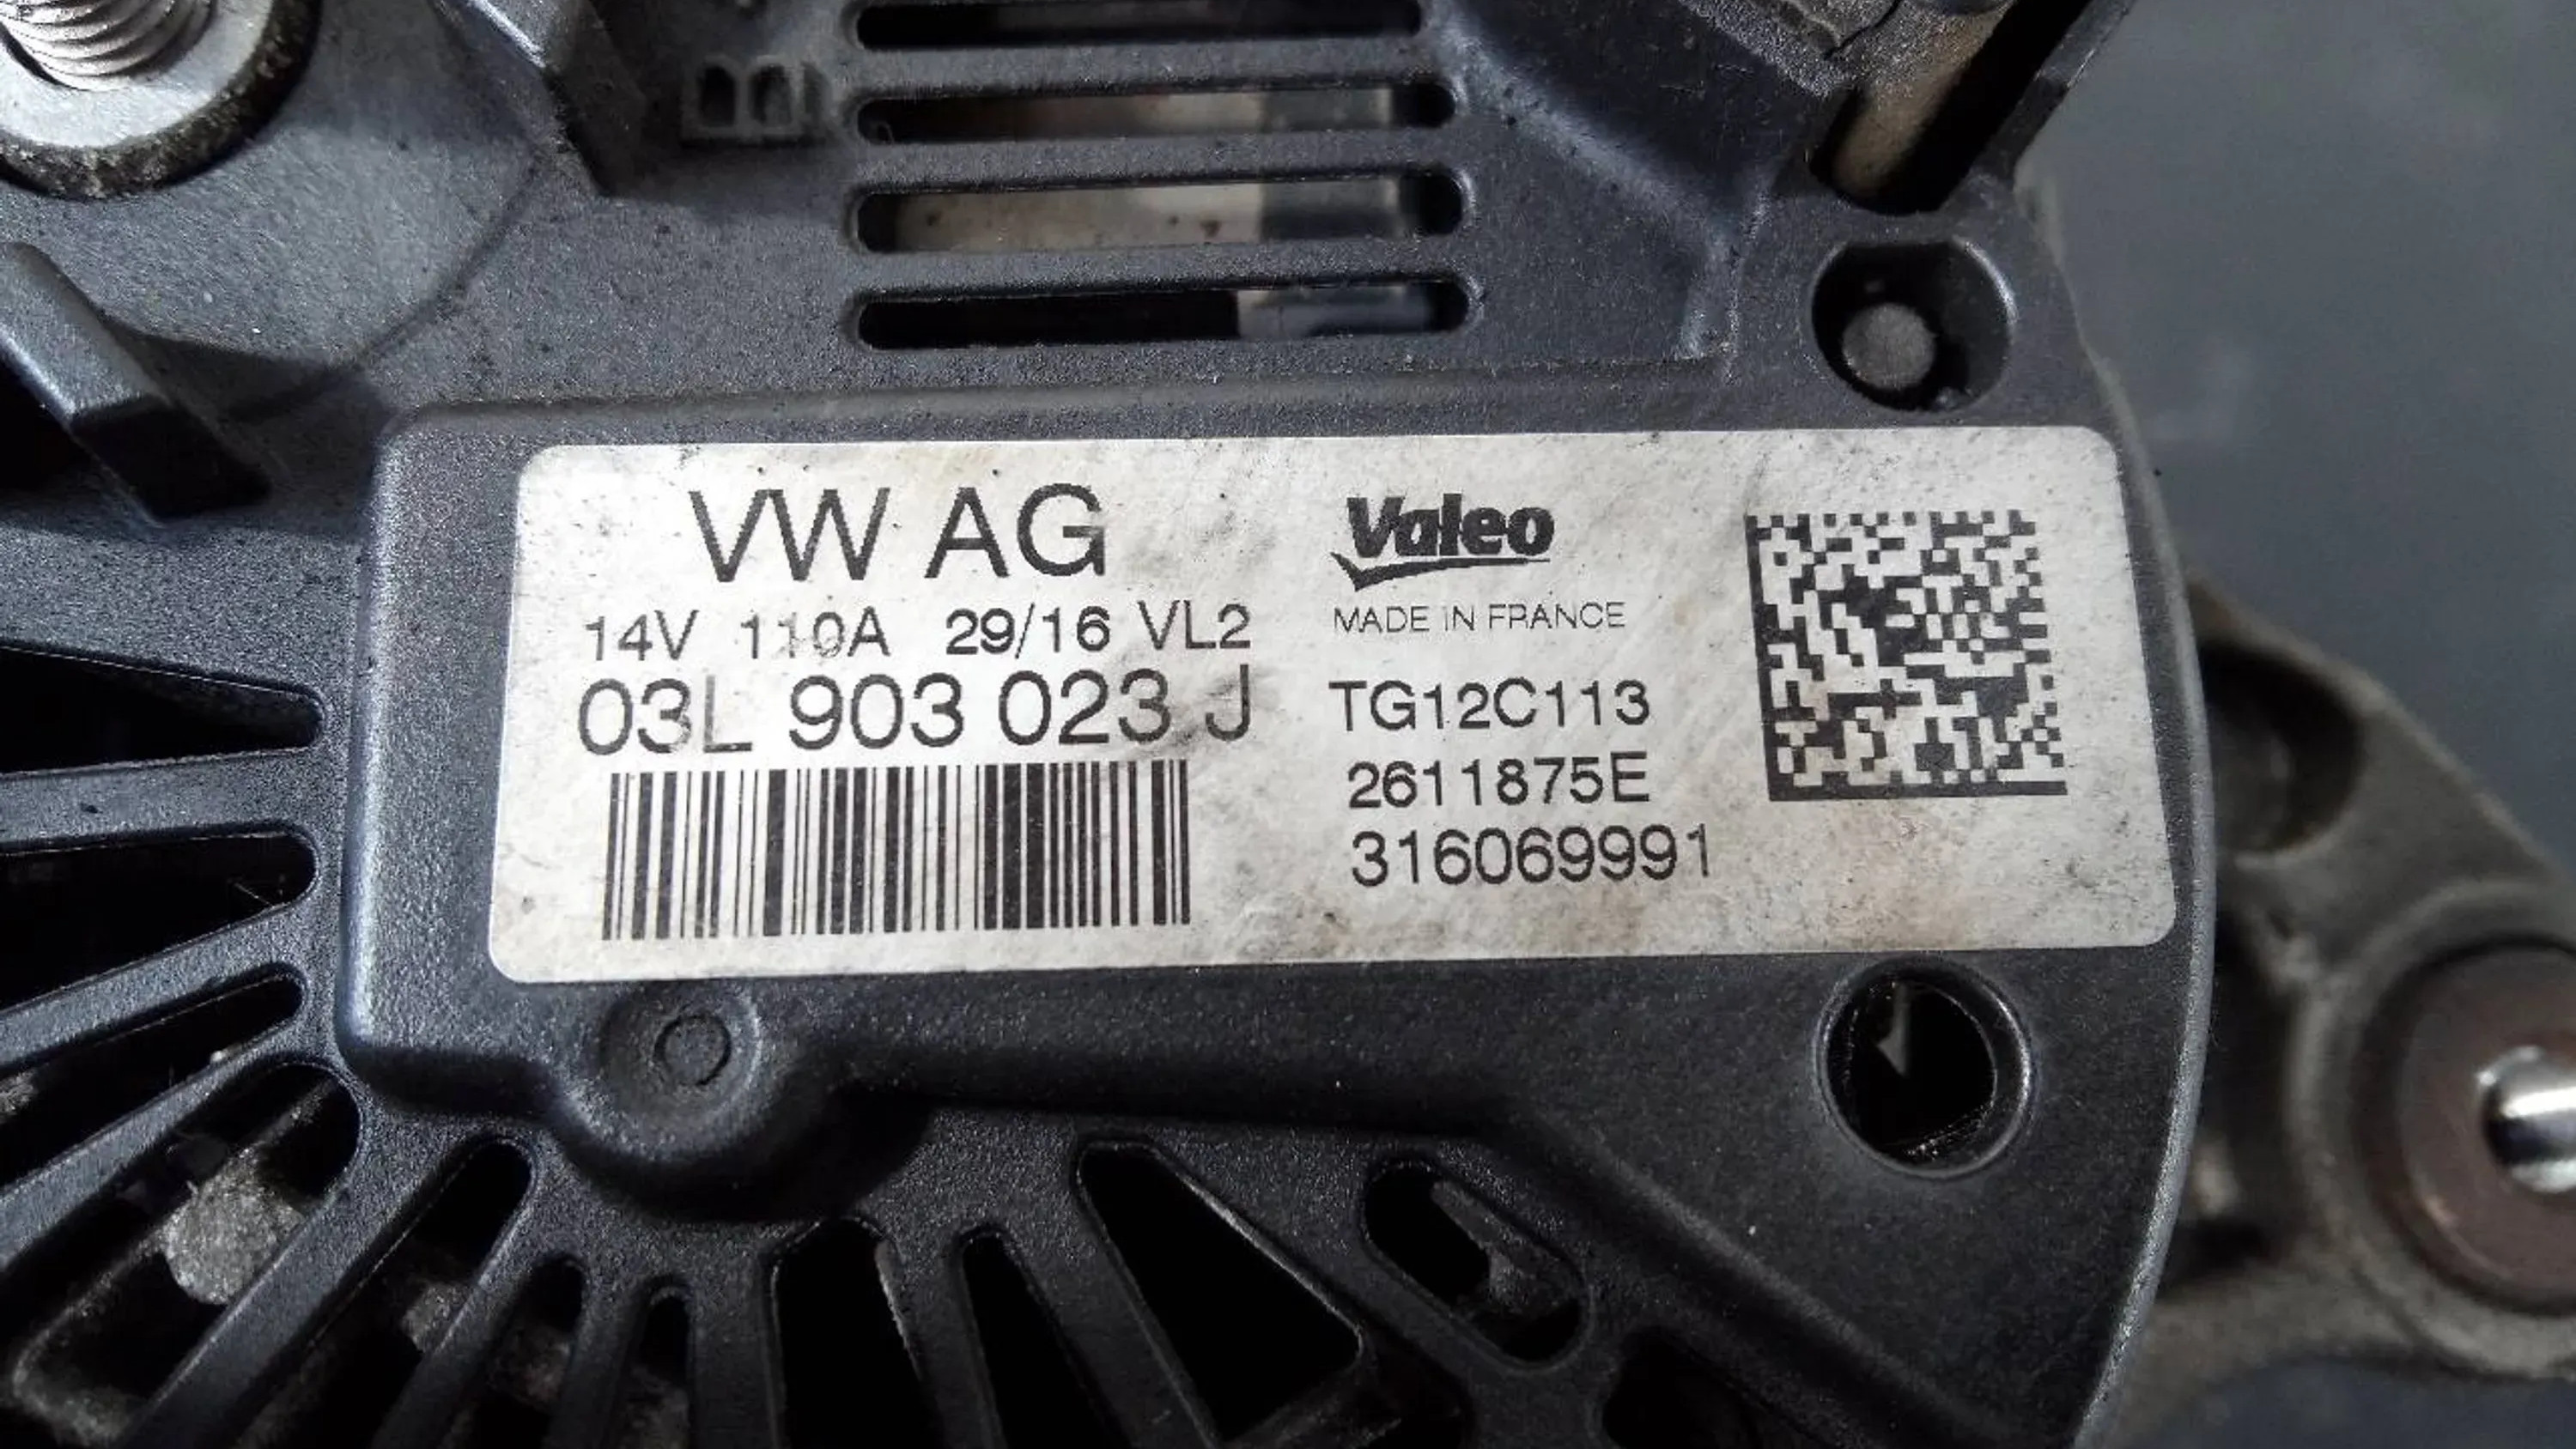 B
VW AG
14V 110A 29/16 VL2
03L 903 023 J
Valeo
MADE IN FRANCE
TG12C113
2611875E
316069991